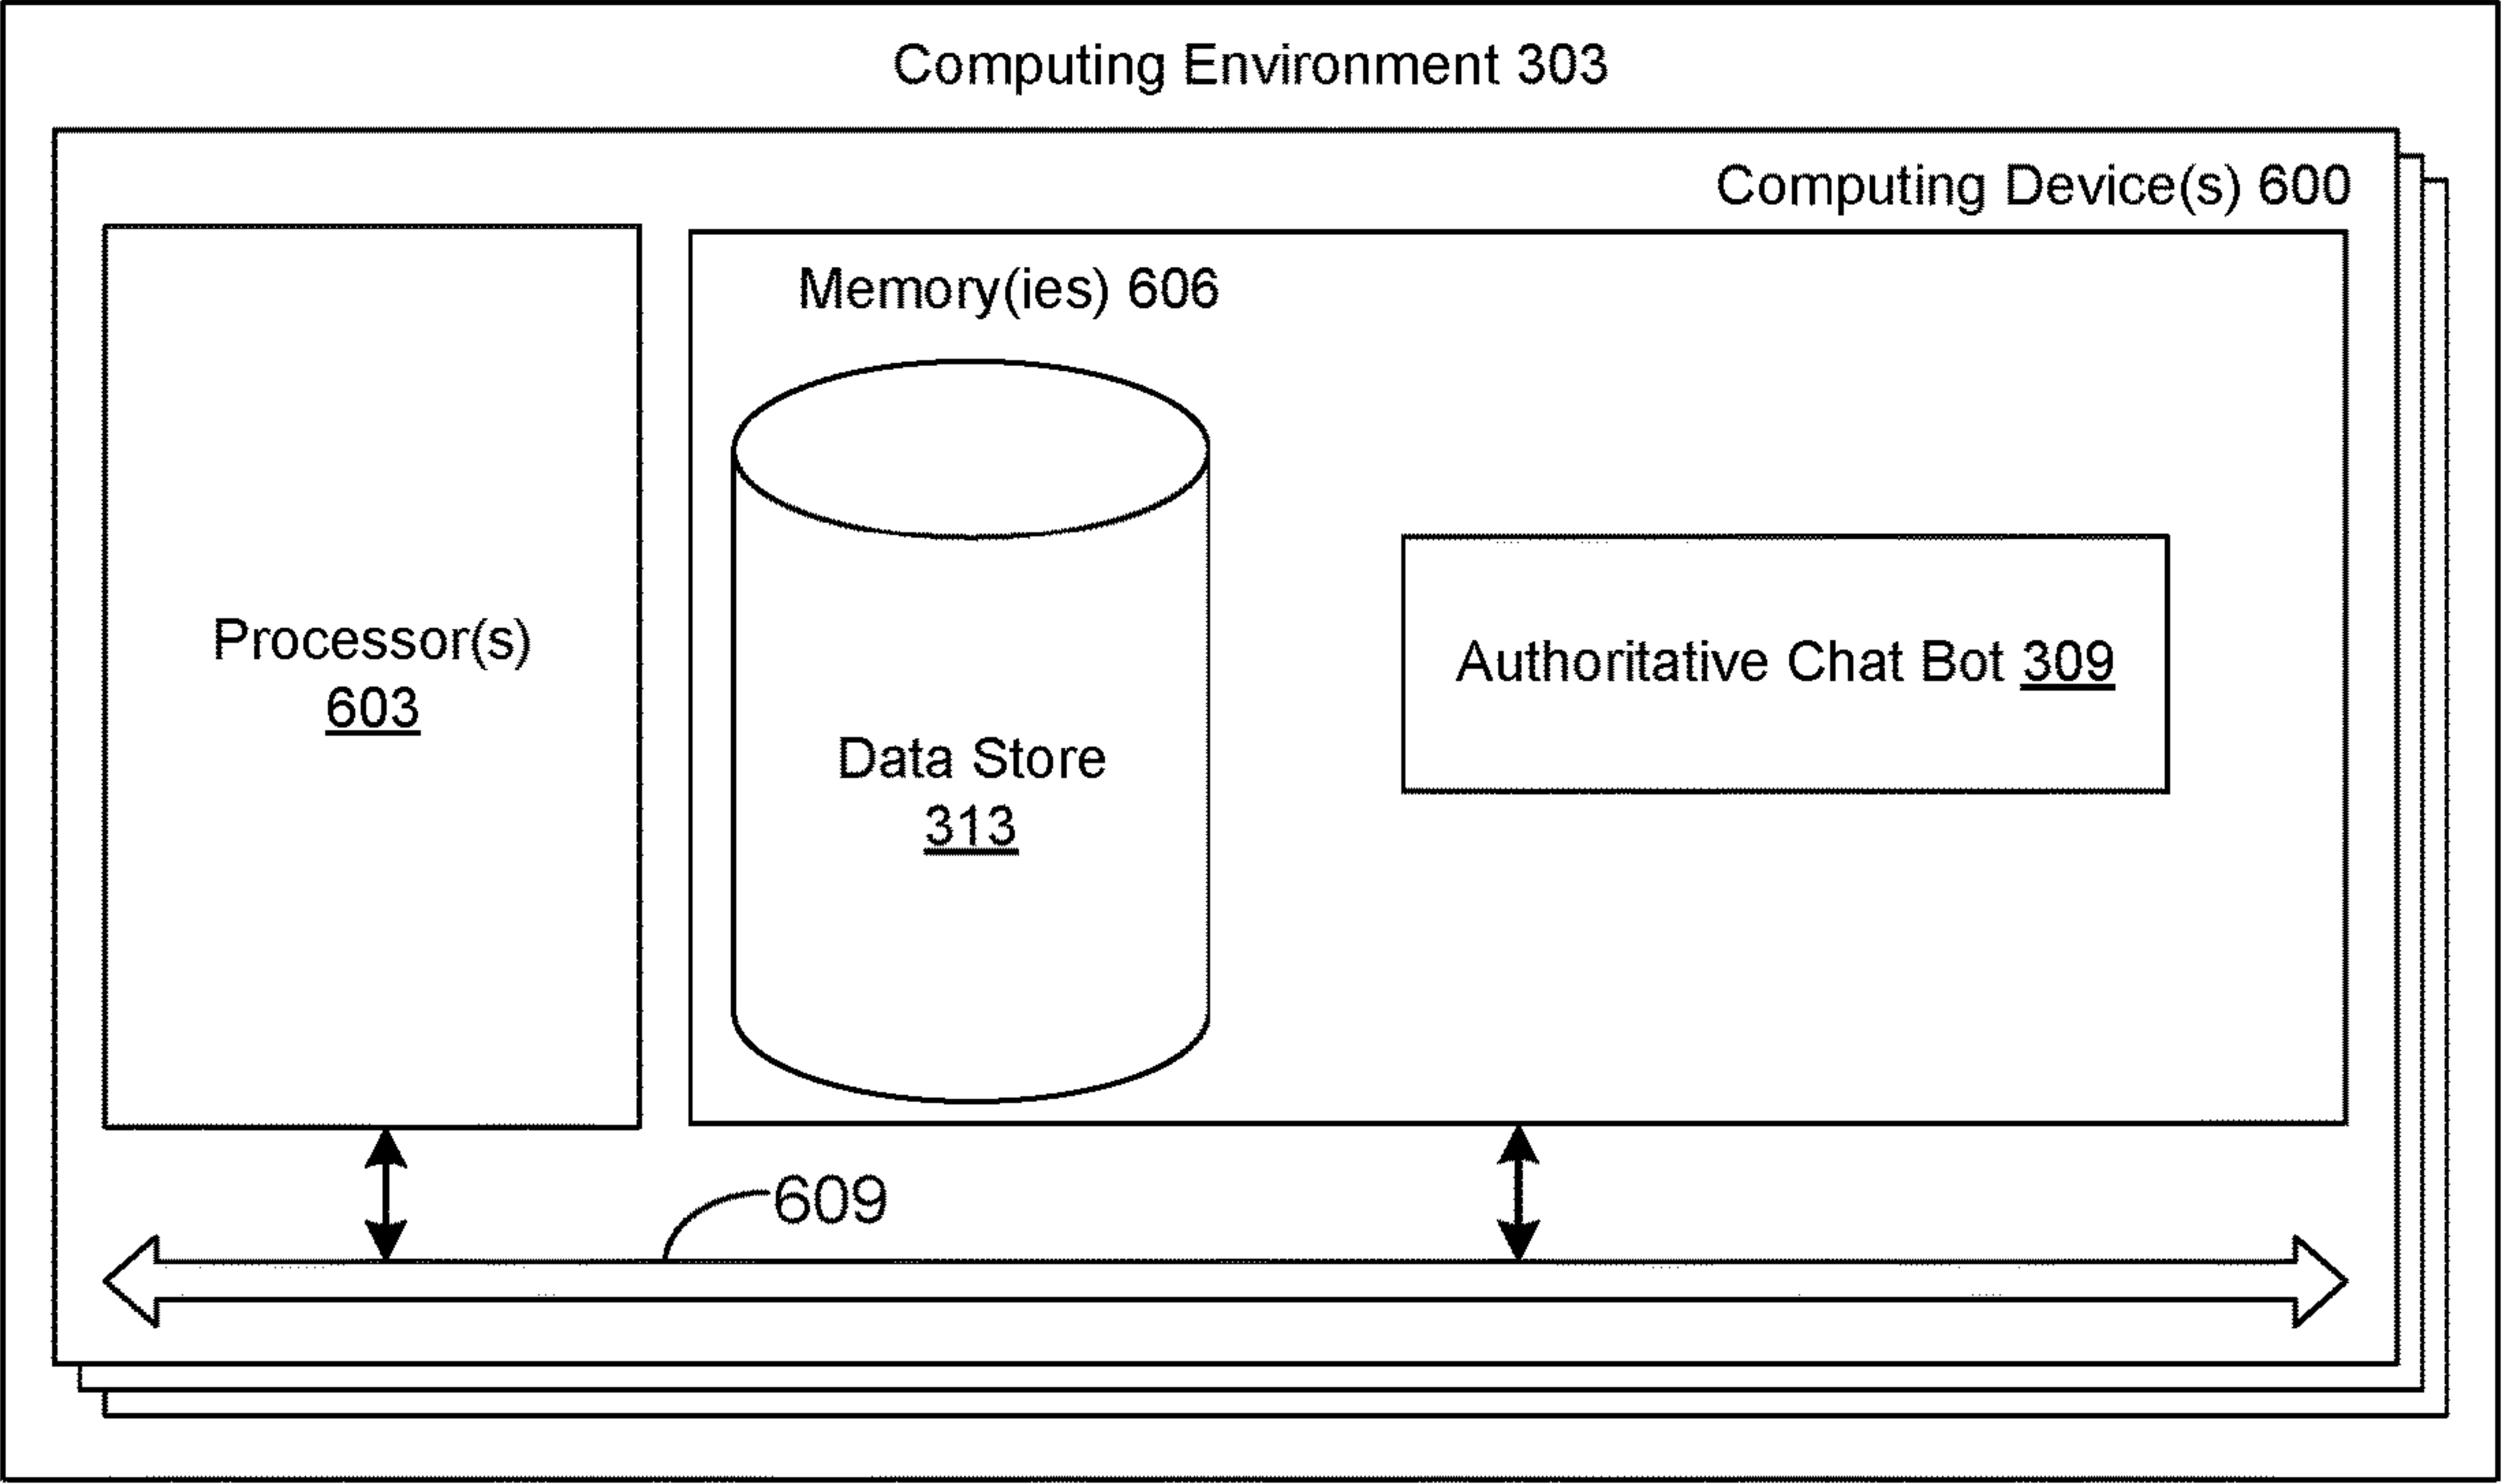 Computing Environment 303
Computing Device(s) 600
Memory(ies) 606
Processor(s)
603
Authoritative Chat Bot 309
Data Store
313
609